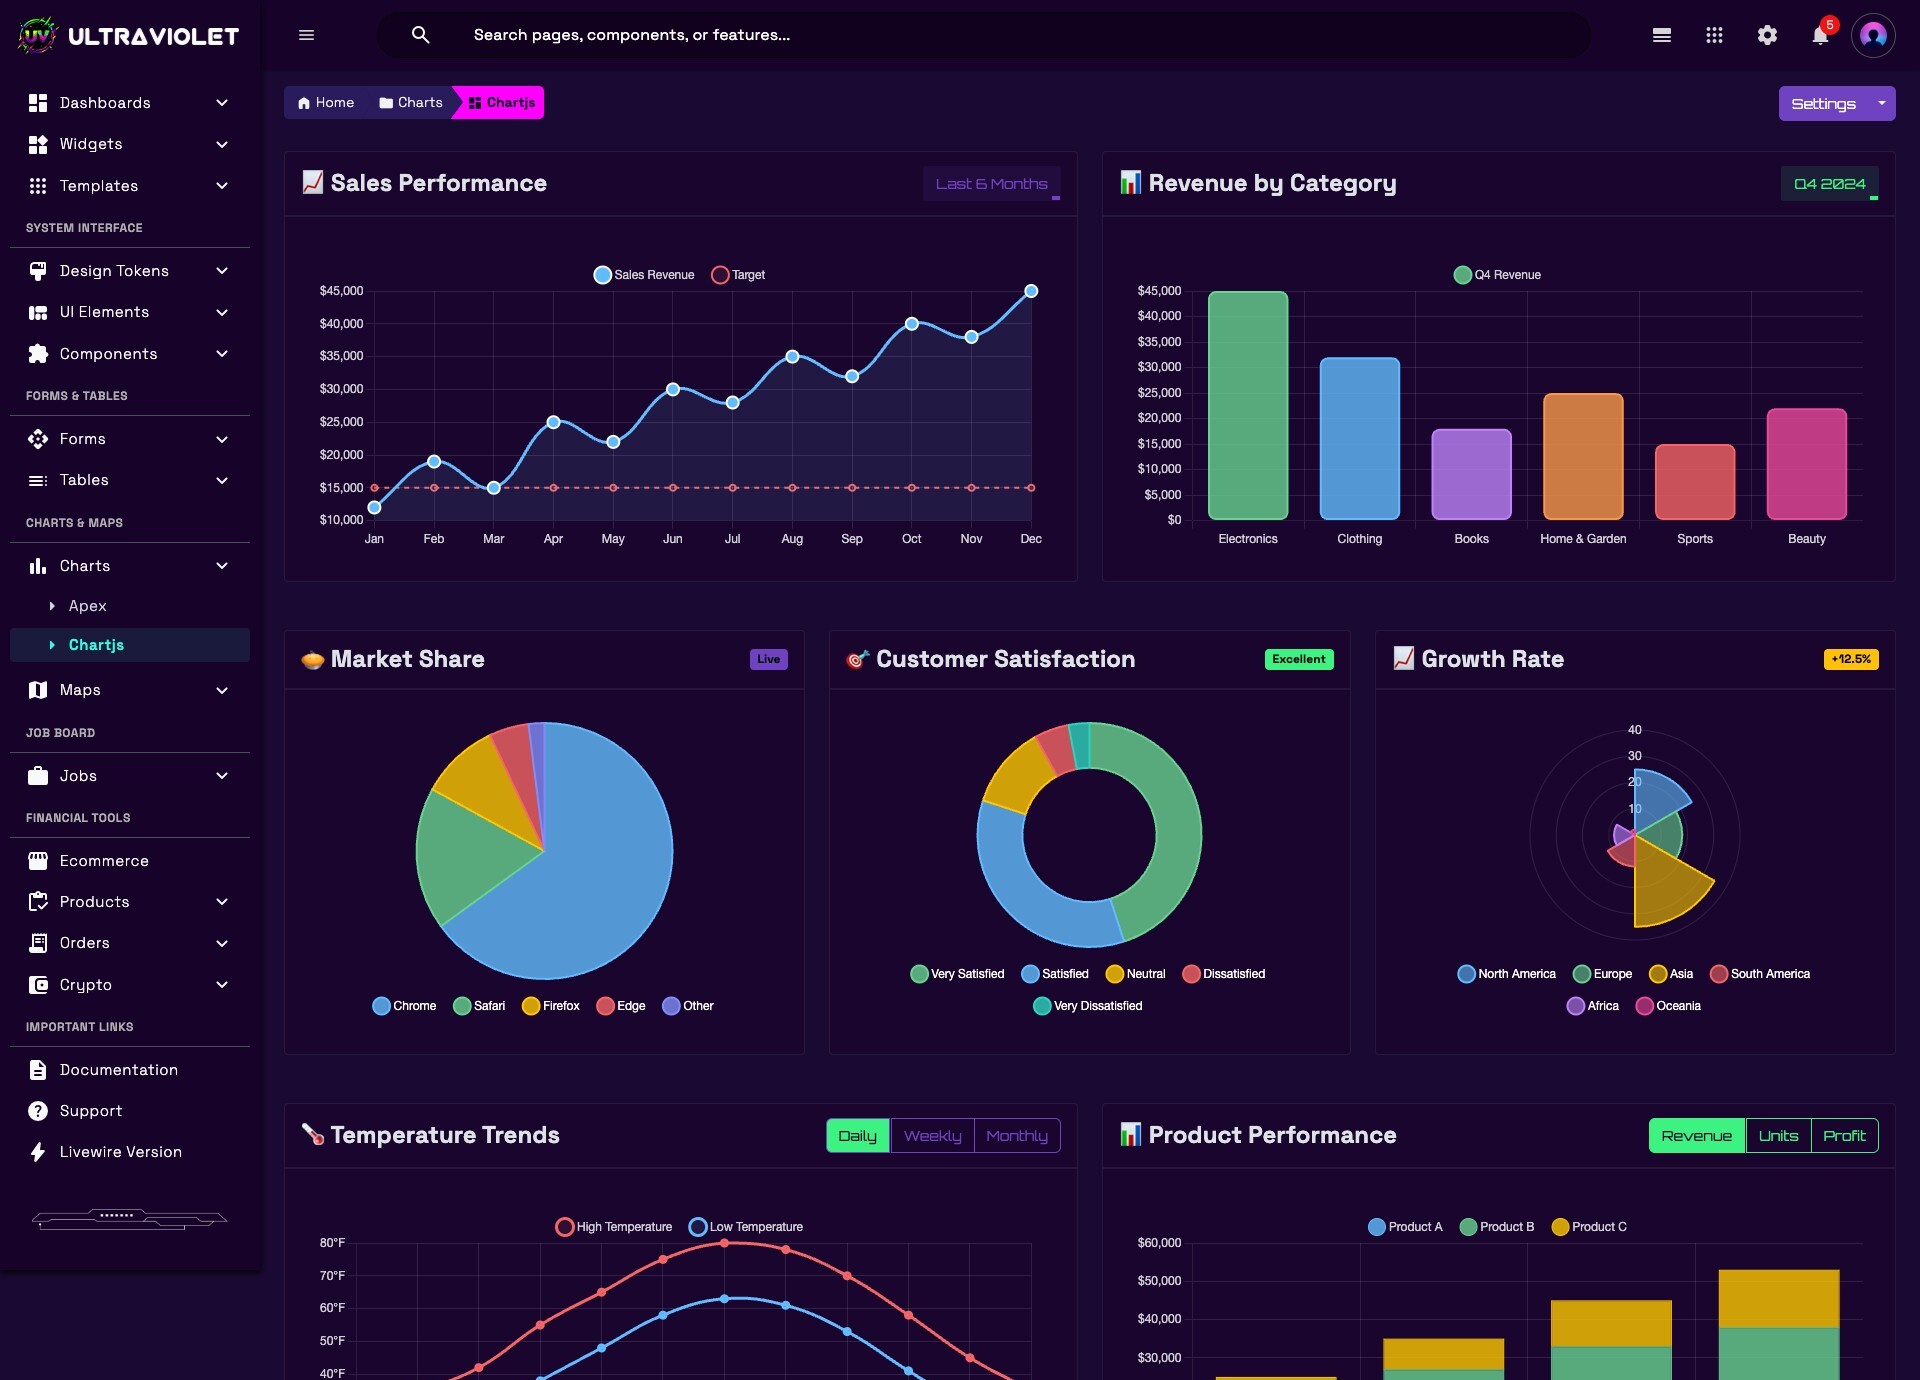 UV ULTRAVIOLET
Search pages, components, or features...
5
Dashboards
Widgets
Templates
SYSTEM INTERFACE
Design Tokens
UI Elements
Components
FORMS & TABLES
Forms
Tables
CHARTS & MAPS
Charts
Apex
Chartjs
Maps
JOB BOARD
Jobs
FINANCIAL TOOLS
Ecommerce
Products
Orders
Crypto
IMPORTANT LINKS
Documentation
Support
Livewire Version
Home Charts Chartjs
Settings
Sales Performance
Last 6 Months
Sales Revenue Target
$45,000
$40,000
$35,000
$30,000
$25,000
$20,000
$15,000
$10,000
Jan Feb Mar Apr May Jun Jul Aug Sep Oct Nov Dec
Revenue by Category
Q4 2024
Q4 Revenue
$45,000
$40,000
$35,000
$30,000
$25,000
$20,000
$15,000
$10,000
$5,000
$0
Electronics Clothing Books Home & Garden Sports Beauty
Market Share
Live
Chrome Safari Firefox Edge Other
Customer Satisfaction
Excellent
Very Satisfied Satisfied Neutral Dissatisfied
Very Dissatisfied
Growth Rate
+12.5%
40
30
20
10
North America Europe Asia South America
Africa Oceania
Temperature Trends
Daily Weekly Monthly
High Temperature Low Temperature
80°F
70°F
60°F
50°F
40°F
Product Performance
Revenue Units Profit
Product A Product B Product C
$60,000
$50,000
$40,000
$30,000